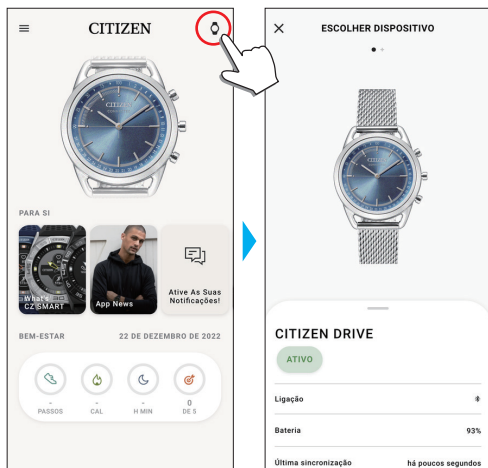 CITIZEN
PARA SI
What's
CZ SMART
App News
Ative As Suas
Notificações!
BEM-ESTAR 22 DE DEZEMBRO DE 2022
- - - 0
PASSOS CAL H MIN DE 5
ESCOLHER DISPOSITIVO
CITIZEN DRIVE
ATIVO
Ligação
Bateria 93%
Última sincronização há poucos segundos